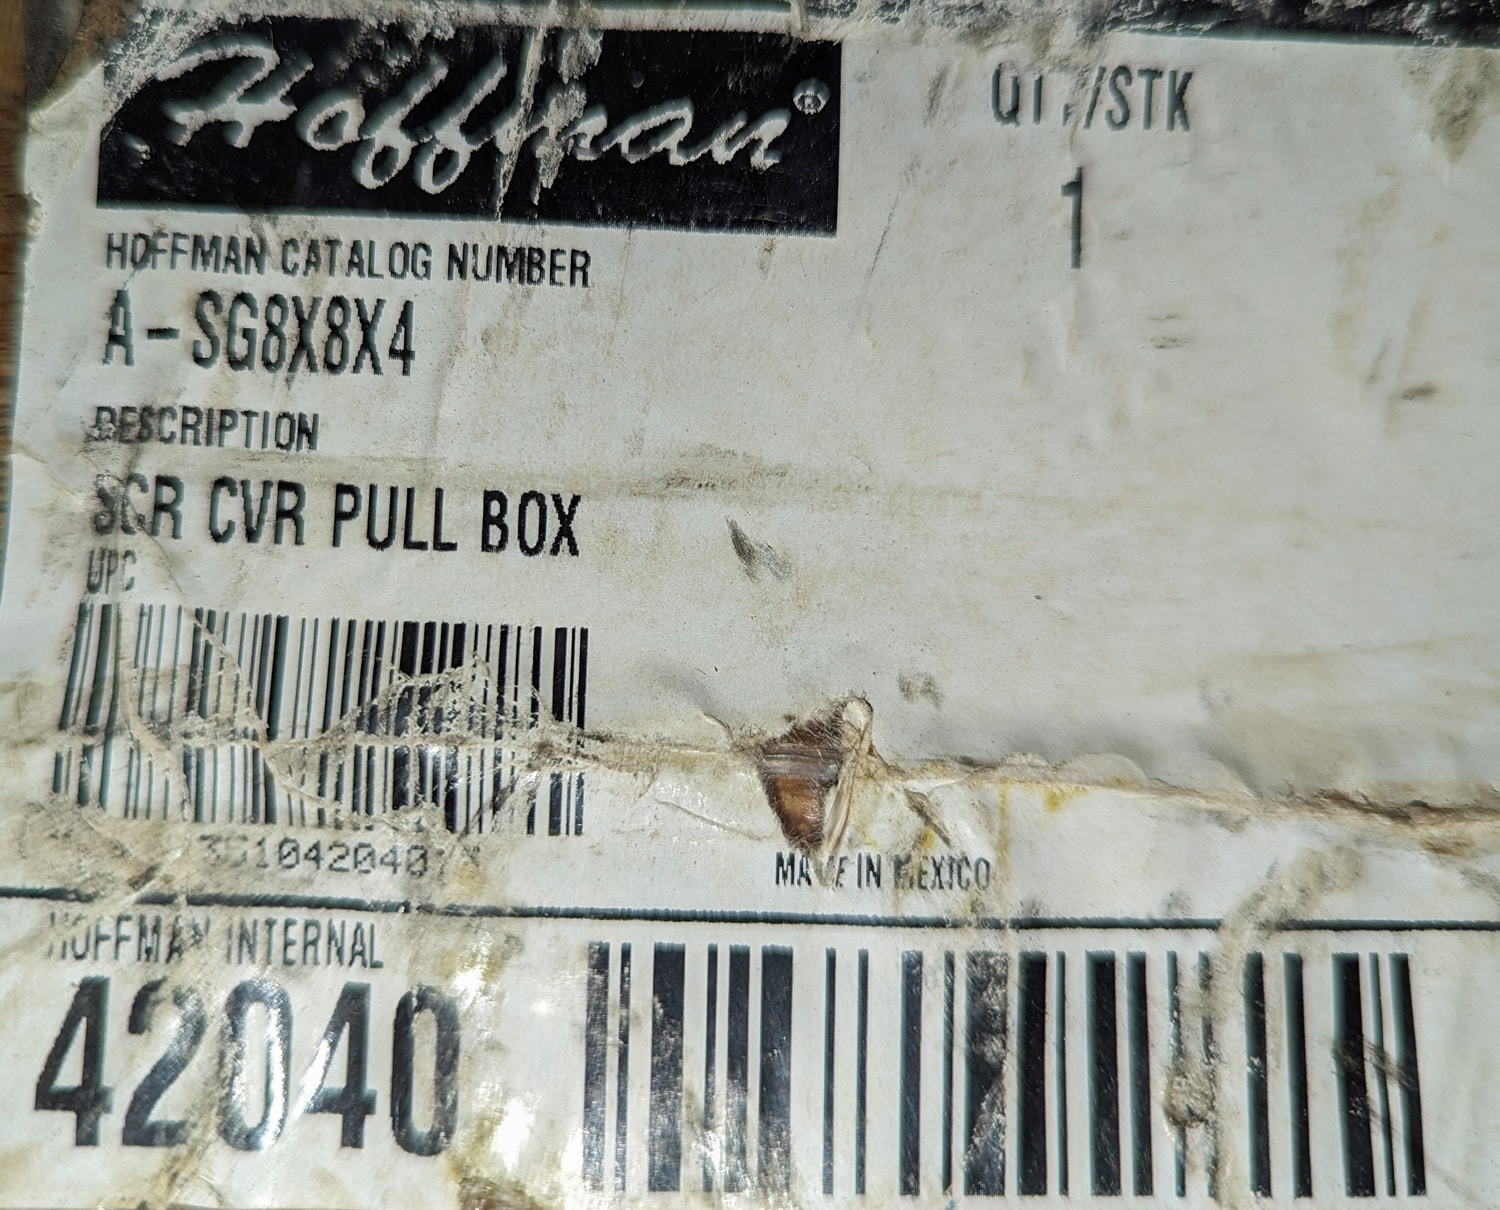 Hoffman®
QTY/STK
1
HOFFMAN CATALOG NUMBER
A-SG8X8X4
DESCRIPTION
SCR CVR PULL BOX
UPC
MADE IN MEXICO
HOFFMAN INTERNAL
42040